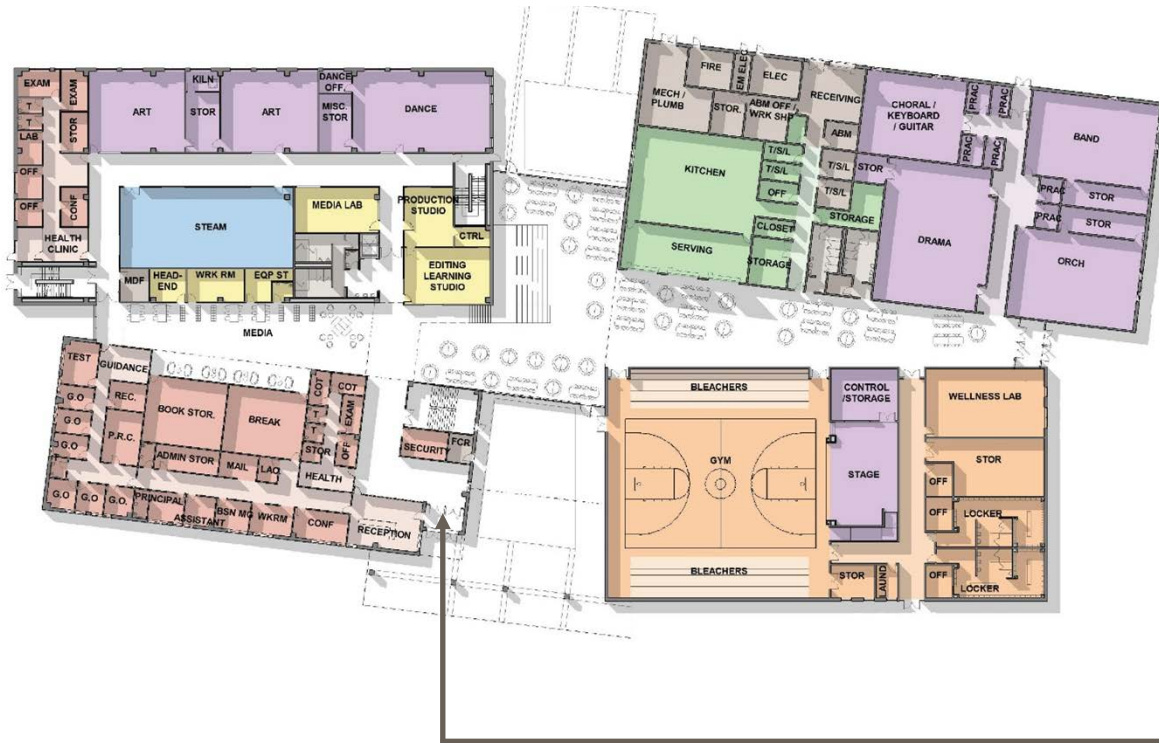 EXAM
EXAM
T
T
LAB
STOR
OFF
OFF
CONF
HEALTH
CLINIC
ART
KILN
STOR
ART
DANCE
OFF.
MISC.
STOR
DANCE
STEAM
MEDIA LAB
PRODUCTION
STUDIO
CTRL
EDITING
LEARNING
STUDIO
MDF
HEAD-
END
WRK RM
EQP ST
MEDIA
MECH /
PLUMB
FIRE
EM ELEC
ELEC
STOR.
ABM OFF /
WRK SHP
RECEIVING
ABM
KITCHEN
T/S/L
T/S/L
OFF
T/S/L
T/S/L
STOR
STORAGE
SERVING
CLOSET
STORAGE
CHORAL /
KEYBOARD
/ GUITAR
PRAC
PRAC
PRAC
PRAC
BAND
DRAMA
PRAC
PRAC
STOR
STOR
ORCH
TEST
GUIDANCE
G.O
G.O
G.O
REC.
P.R.C.
BOOK STOR.
BREAK
COT
COT
T
T
EXAM
STOR
OFF
HEALTH
ADMIN STOR
MAIL
LAC
G.O
G.O
G.O.
PRINCIPAL
ASSISTANT
BSN MG
WKRM
CONF
RECEPTION
SECURITY
FCR
BLEACHERS
GYM
BLEACHERS
CONTROL
/STORAGE
STAGE
STOR
LAUND
WELLNESS LAB
STOR
OFF
OFF
LOCKER
OFF
LOCKER